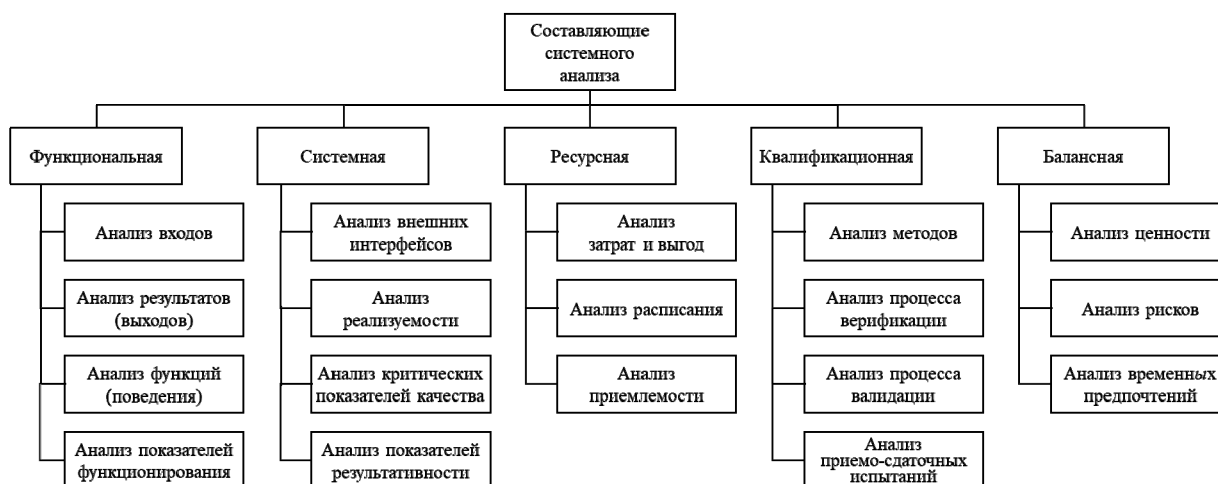 Составляющие
системного
анализа
Функциональная
Системная
Ресурсная
Квалификационная
Балансная
Анализ входов
Анализ результатов
(выходов)
Анализ функций
(поведения)
Анализ показателей
функционирования
Анализ внешних
интерфейсов
Анализ
реализуемости
Анализ критических
показателей качества
Анализ показателей
результативности
Анализ
затрат и выгод
Анализ расписания
Анализ
приемлемости
Анализ методов
Анализ процесса
верификации
Анализ процесса
валидации
Анализ
приемо-сдаточных
испытаний
Анализ ценности
Анализ рисков
Анализ временных
предпочтений